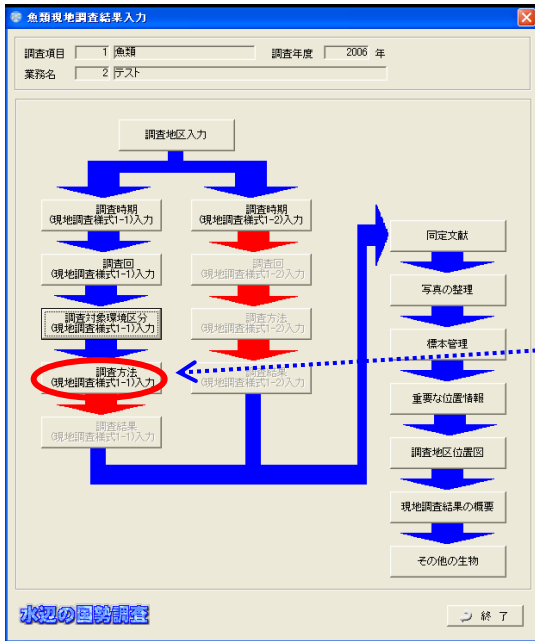 魚類現地調査結果入力
調査項目 1 魚類 調査年度 2006 年
業務名 2 テスト
調査地区入力
調査時期
(現地調査様式1-1)入力
調査回
(現地調査様式1-1)入力
調査対象環境区分
(現地調査様式1-1)入力
調査方法
(現地調査様式1-1)入力
調査結果
(現地調査様式1-1)入力
調査時期
(現地調査様式1-2)入力
調査回
(現地調査様式1-2)入力
調査方法
(現地調査様式1-2)入力
調査結果
(現地調査様式1-2)入力
同定文献
写真の整理
標本管理
重要な位置情報
調査地区位置図
現地調査結果の概要
その他の生物
水辺の国勢調査
終 了